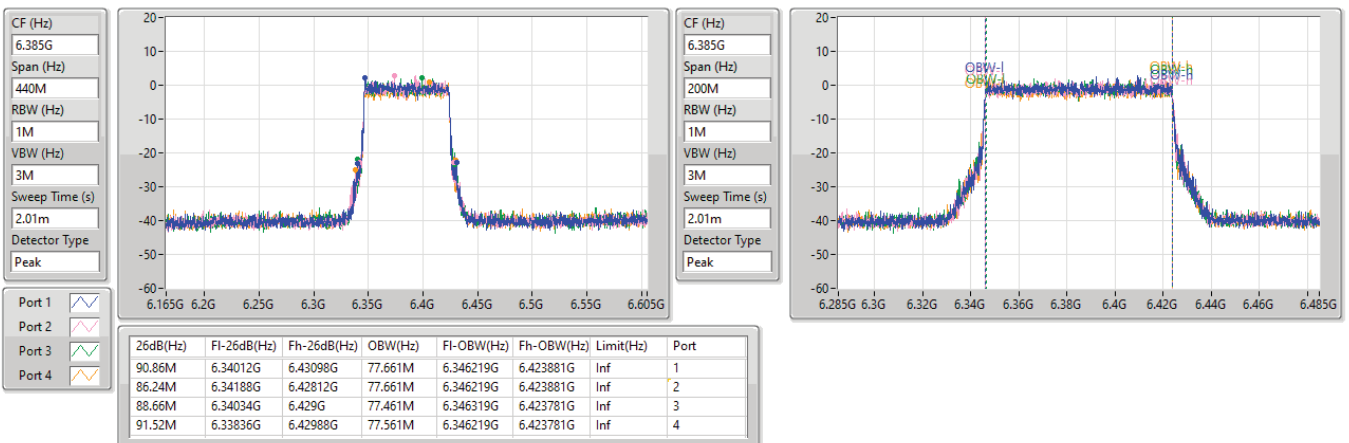 CF (Hz)
6.385G
Span (Hz)
440M
RBW (Hz)
1M
VBW (Hz)
3M
Sweep Time (s)
2.01m
Detector Type
Peak
20
10
0
-10
-20
-30
-40
-50
-60
6.165G 6.2G 6.25G 6.3G 6.35G 6.4G 6.45G 6.5G 6.55G 6.605G
CF (Hz)
6.385G
Span (Hz)
200M
RBW (Hz)
1M
VBW (Hz)
3M
Sweep Time (s)
2.01m
Detector Type
Peak
20
10
0
-10
-20
-30
-40
-50
-60
OBW-l
OBW-h
6.285G 6.3G 6.32G 6.34G 6.36G 6.38G 6.4G 6.42G 6.44G 6.46G 6.485G
Port 1
Port 2
Port 3
Port 4
26dB(Hz) Fl-26dB(Hz) Fh-26dB(Hz) OBW(Hz) Fl-OBW(Hz) Fh-OBW(Hz) Limit(Hz) Port
90.86M 6.34012G 6.43098G 77.661M 6.346219G 6.423881G Inf 1
86.24M 6.34188G 6.42812G 77.661M 6.346219G 6.423881G Inf 2
88.66M 6.34034G 6.429G 77.461M 6.346319G 6.423781G Inf 3
91.52M 6.33836G 6.42988G 77.561M 6.346219G 6.423781G Inf 4